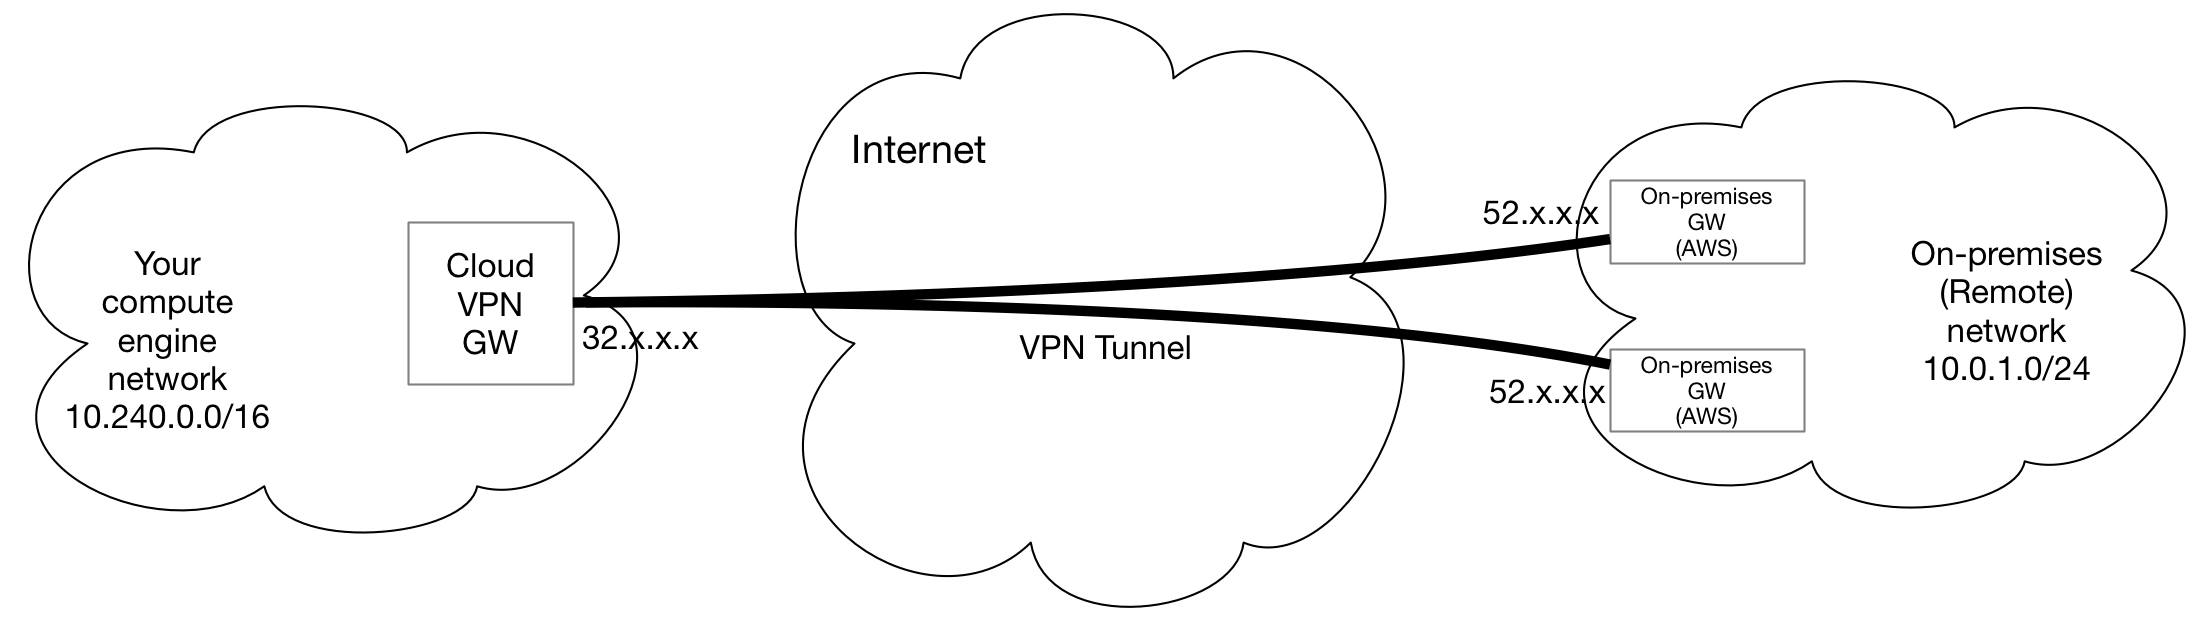 Your
compute
engine
network
10.240.0.0/16
Cloud
VPN
GW
32.x.x.x
Internet
VPN Tunnel
52.x.x.x
On-premises
GW
(AWS)
52.x.x.x
On-premises
GW
(AWS)
On-premises
(Remote)
network
10.0.1.0/24